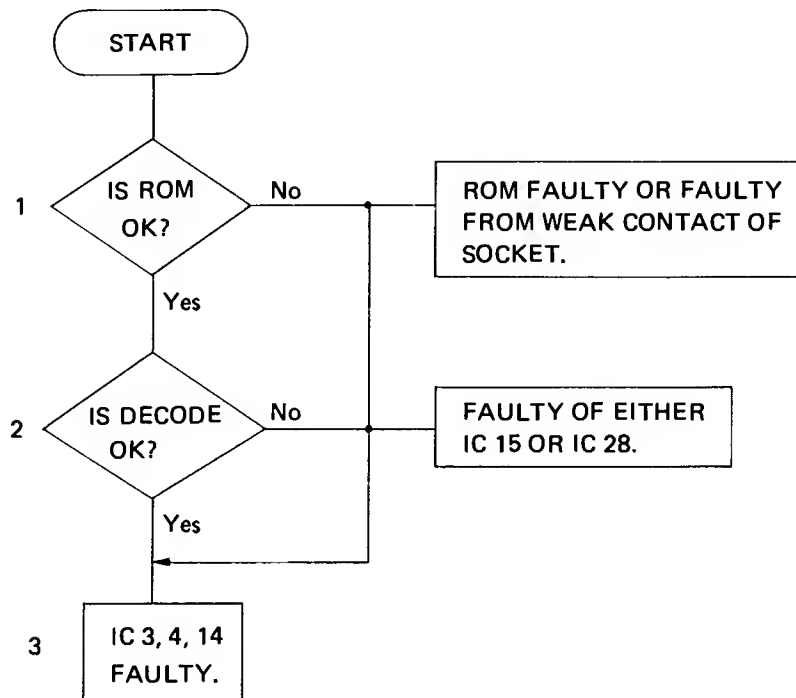 START
1
IS ROM
OK?
No
ROM FAULTY OR FAULTY
FROM WEAK CONTACT OF
SOCKET.
Yes
2
IS DECODE
OK?
No
FAULTY OF EITHER
IC 15 OR IC 28.
Yes
3
IC 3, 4, 14
FAULTY.